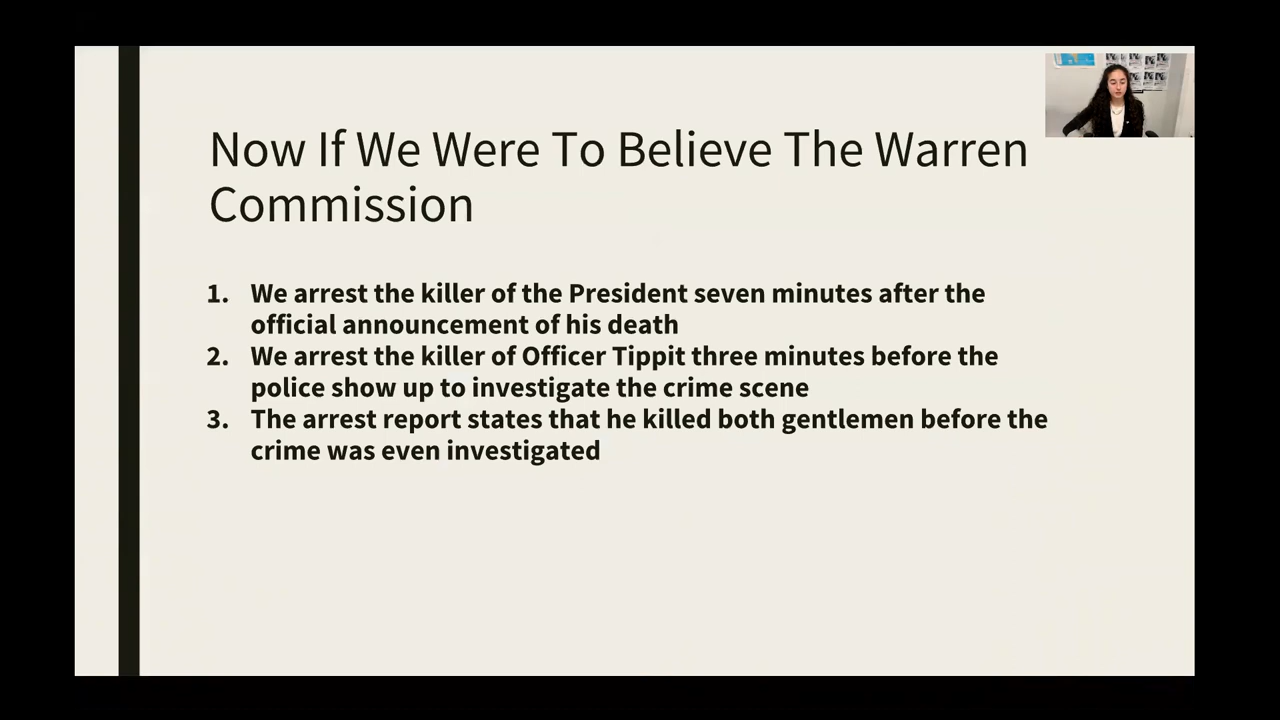 Now If We Were To Believe The Warren
Commission
1. We arrest the killer of the President seven minutes after the
official announcement of his death
2. We arrest the killer of Officer Tippit three minutes before the
police show up to investigate the crime scene
3. The arrest report states that he killed both gentlemen before the
crime was even investigated